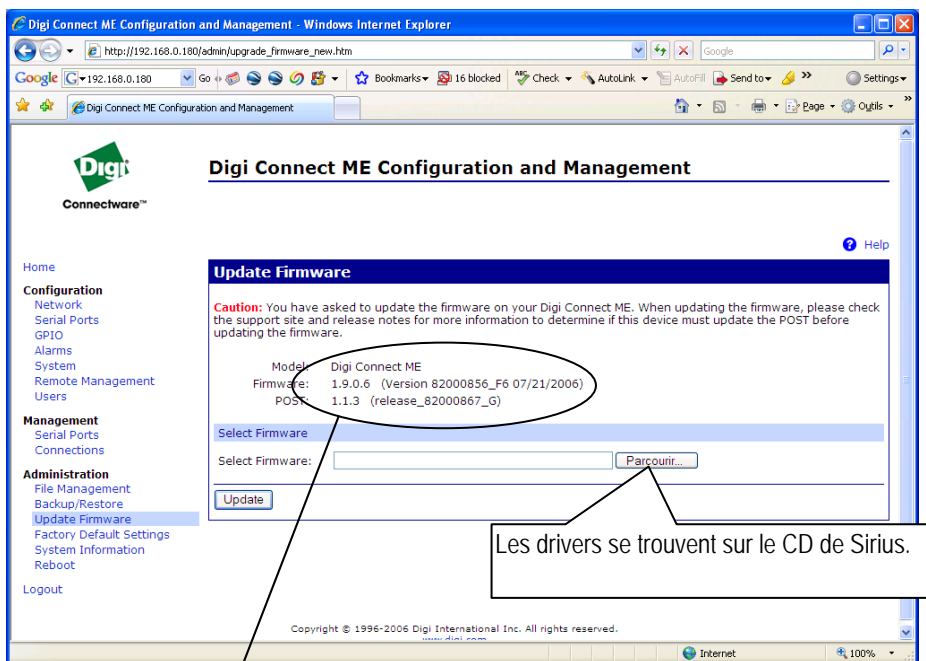 Digi Connect ME Configuration and Management - Windows Internet Explorer
http://192.168.0.180/admin/upgrade_firmware_new.htm
Google
Google G 192.168.0.180 Go Bookmarks 16 blocked Check AutoLink AutoFill Send to » Settings
Digi Connect ME Configuration and Management
Page Outils »
Digi
Connectware™
Digi Connect ME Configuration and Management
Help
Home
Configuration
Network
Serial Ports
GPIO
Alarms
System
Remote Management
Users
Management
Serial Ports
Connections
Administration
File Management
Backup/Restore
Update Firmware
Factory Default Settings
System Information
Reboot
Logout
Update Firmware
Caution: You have asked to update the firmware on your Digi Connect ME. When updating the firmware, please check
the support site and release notes for more information to determine if this device must update the POST before
updating the firmware.
Model: Digi Connect ME
Firmware: 1.9.0.6 (Version 82000856_F6 07/21/2006)
POST: 1.1.3 (release_82000867_G)
Select Firmware
Select Firmware: Parcourir...
Update
Les drivers se trouvent sur le CD de Sirius.
Copyright © 1996-2006 Digi International Inc. All rights reserved.
www.digi.com
Internet 100%